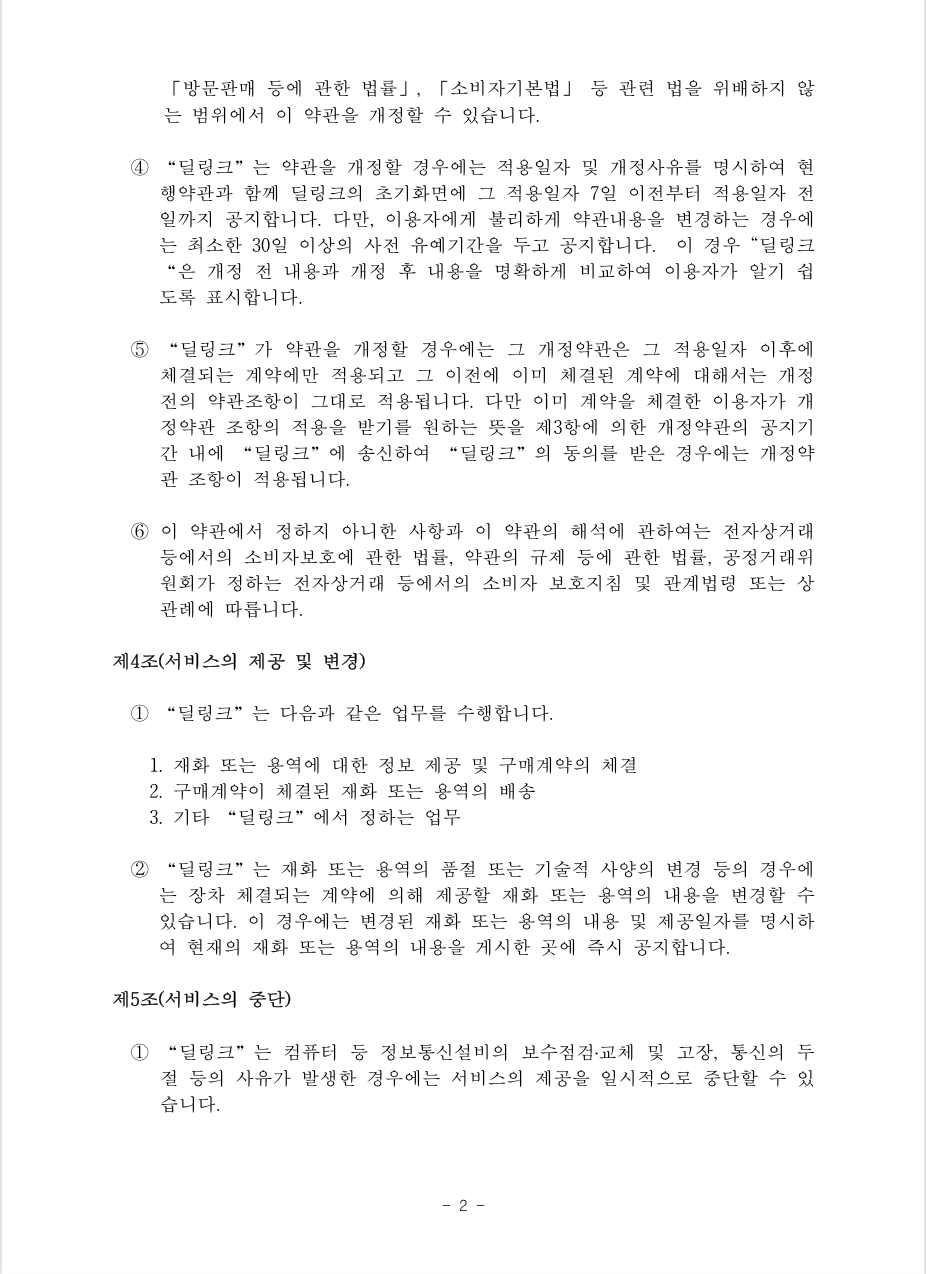 「방문판매 등에 관한 법률」, 「소비자기본법」 등 관련 법을 위배하지 않
는 범위에서 이 약관을 개정할 수 있습니다.
④ “딜링크”는 약관을 개정할 경우에는 적용일자 및 개정사유를 명시하여 현
행약관과 함께 딜링크의 초기화면에 그 적용일자 7일 이전부터 적용일자 전
일까지 공지합니다. 다만, 이용자에게 불리하게 약관내용을 변경하는 경우에
는 최소한 30일 이상의 사전 유예기간을 두고 공지합니다. 이 경우 “딜링크
“은 개정 전 내용과 개정 후 내용을 명확하게 비교하여 이용자가 알기 쉽
도록 표시합니다.
⑤ “딜링크”가 약관을 개정할 경우에는 그 개정약관은 그 적용일자 이후에
체결되는 계약에만 적용되고 그 이전에 이미 체결된 계약에 대해서는 개정
전의 약관조항이 그대로 적용됩니다. 다만 이미 계약을 체결한 이용자가 개
정약관 조항의 적용을 받기를 원하는 뜻을 제3항에 의한 개정약관의 공지기
간 내에 “딜링크”에 송신하여 “딜링크”의 동의를 받은 경우에는 개정약
관 조항이 적용됩니다.
⑥ 이 약관에서 정하지 아니한 사항과 이 약관의 해석에 관하여는 전자상거래
등에서의 소비자보호에 관한 법률, 약관의 규제 등에 관한 법률, 공정거래위
원회가 정하는 전자상거래 등에서의 소비자 보호지침 및 관계법령 또는 상
관례에 따릅니다.
제4조(서비스의 제공 및 변경)
① “딜링크”는 다음과 같은 업무를 수행합니다.
1. 재화 또는 용역에 대한 정보 제공 및 구매계약의 체결
2. 구매계약이 체결된 재화 또는 용역의 배송
3. 기타 “딜링크”에서 정하는 업무
② “딜링크”는 재화 또는 용역의 품절 또는 기술적 사양의 변경 등의 경우에
는 장차 체결되는 계약에 의해 제공할 재화 또는 용역의 내용을 변경할 수
있습니다. 이 경우에는 변경된 재화 또는 용역의 내용 및 제공일자를 명시하
여 현재의 재화 또는 용역의 내용을 게시한 곳에 즉시 공지합니다.
제5조(서비스의 중단)
① “딜링크”는 컴퓨터 등 정보통신설비의 보수점검·교체 및 고장, 통신의 두
절 등의 사유가 발생한 경우에는 서비스의 제공을 일시적으로 중단할 수 있
습니다.
- 2 -